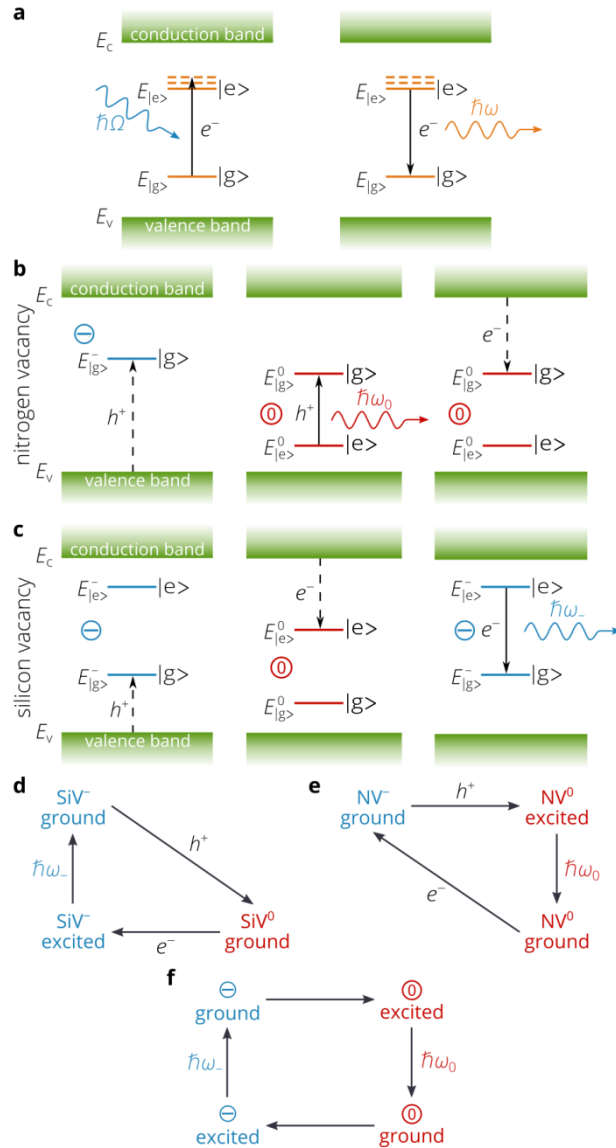 a
E_c conduction band
E_|e> |e> E_|e> |e>
ħΩ e⁻ e⁻ ħω
E_|g> |g> E_|g> |g>
E_v valence band
b
nitrogen vacancy
E_c conduction band
−
E⁻_|g> |g>
h⁺
E_v valence band
E⁰_|g> |g>
0 h⁺ ħω₀
E⁰_|e> |e>
e⁻
E⁰_|g> |g>
0
E⁰_|e> |e>
c
silicon vacancy
E_c conduction band
E⁻_|e> |e>
−
E⁻_|g> |g>
h⁺
E_v valence band
e⁻
E⁰_|e> |e>
0
E⁰_|g> |g>
E⁻_|e> |e>
− e⁻ ħω₋
E⁻_|g> |g>
d
SiV⁻
ground
h⁺
ħω₋
SiV⁻
excited
e⁻
SiV⁰
ground
e
NV⁻
ground
h⁺
NV⁰
excited
ħω₀
e⁻
NV⁰
ground
f
−
ground
0
excited
ħω₋
ħω₀
−
excited
0
ground